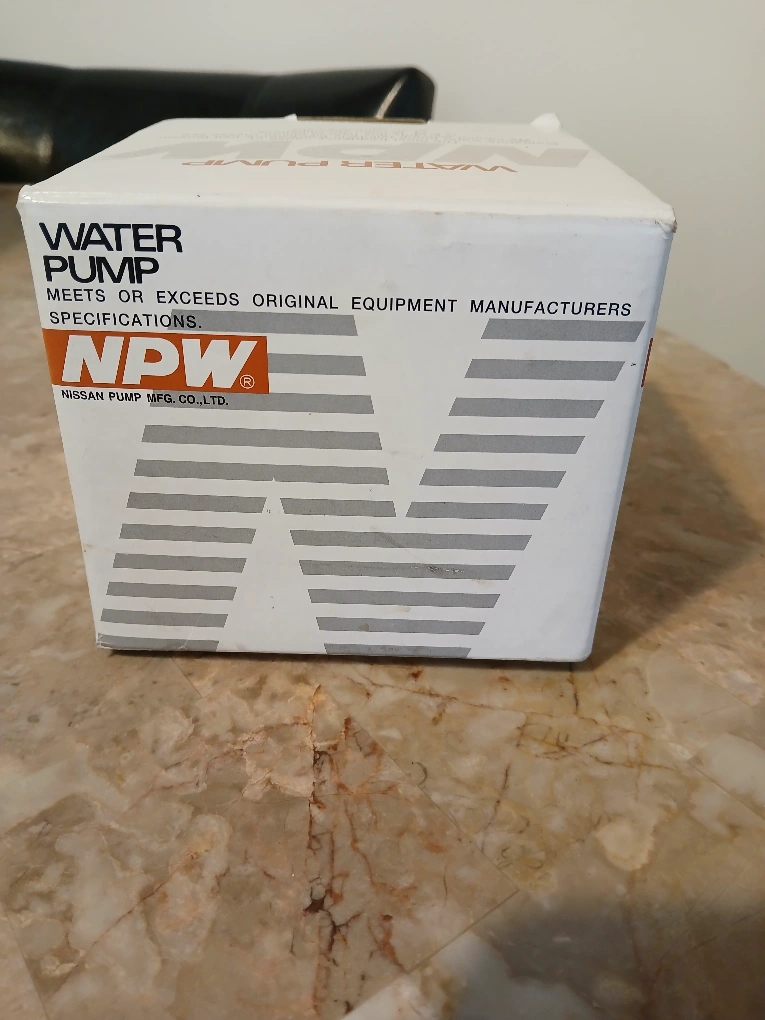 WATER PUMP
WATER
PUMP
MEETS OR EXCEEDS ORIGINAL EQUIPMENT MANUFACTURERS
SPECIFICATIONS.
NPW®
NISSAN PUMP MFG. CO.,LTD.